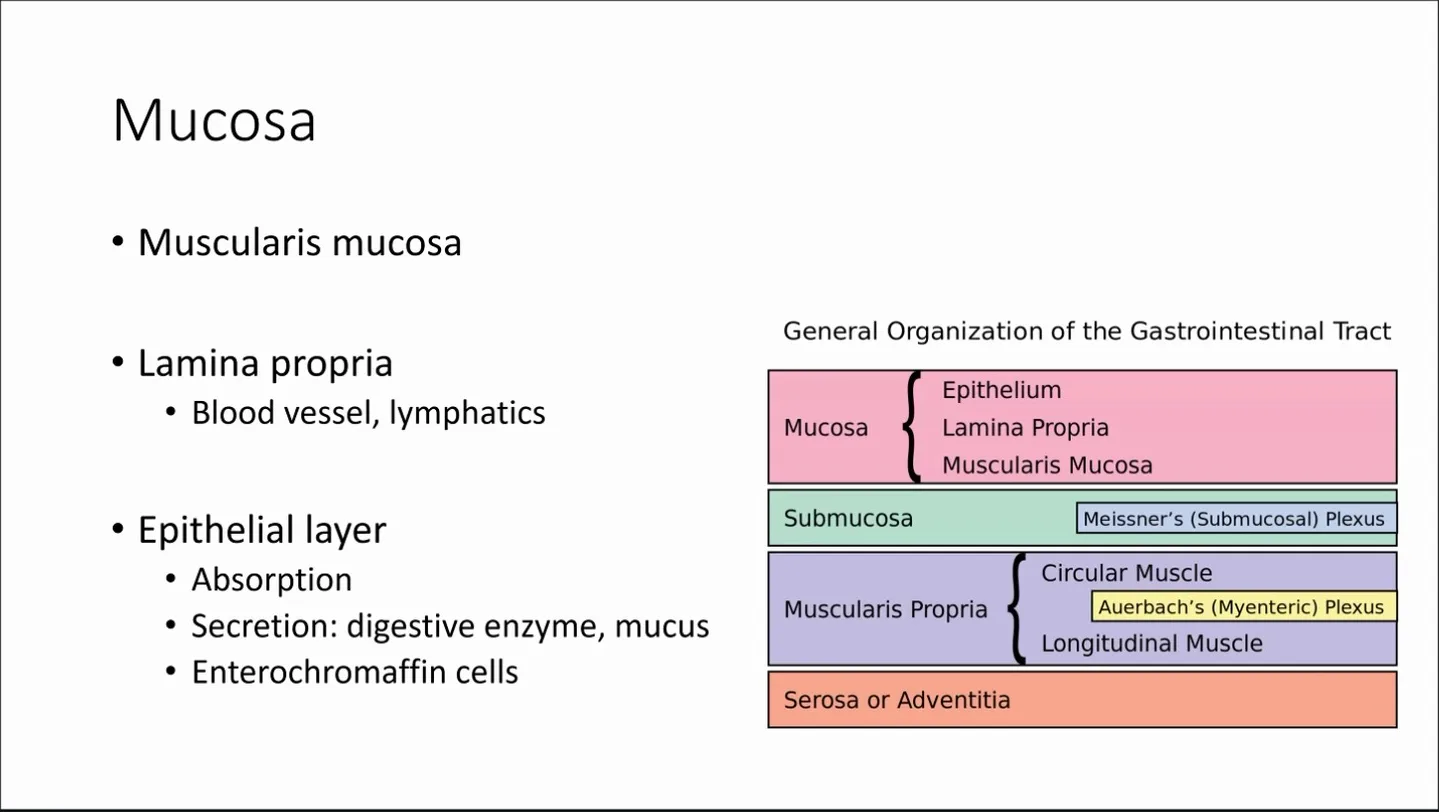 Mucosa
• Muscularis mucosa
• Lamina propria
• Blood vessel, lymphatics
• Epithelial layer
• Absorption
• Secretion: digestive enzyme, mucus
• Enterochromaffin cells
General Organization of the Gastrointestinal Tract
Mucosa
Epithelium
Lamina Propria
Muscularis Mucosa
Submucosa
Meissner’s (Submucosal) Plexus
Muscularis Propria
Circular Muscle
Auerbach’s (Myenteric) Plexus
Longitudinal Muscle
Serosa or Adventitia